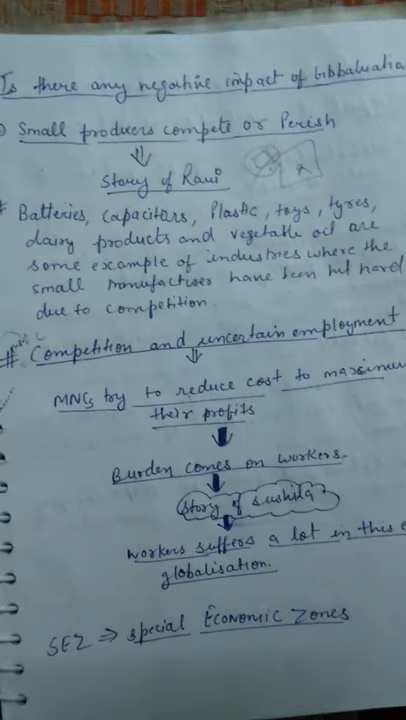 Is there any negative impact of
Small producers compete or Perish
⇓
Story of Ravi
Batteries, Capacitors, Plastic, toys, tyres,
dairy products and vegetable oil are
some example of industries where the
small manufactiser have been hit hard
due to competition.
#. Competition and uncertain employment
⇓
MNCs try to reduce cost to
their profits
↓
Burden comes on workers.
↓
Story of Sushila
↓
workers suffers a lot in this
globalisation.
SEZ ⇒ special Economic Zones